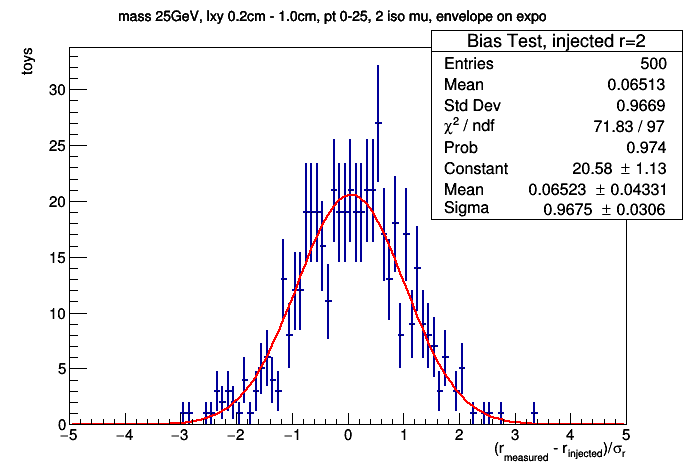 mass 25GeV, lxy 0.2cm - 1.0cm, pt 0-25, 2 iso mu, envelope on expo
Bias Test, injected r=2
Entries 500
Mean 0.06513
Std Dev 0.9669
χ² / ndf 71.83 / 97
Prob 0.974
Constant 20.58 ± 1.13
Mean 0.06523 ± 0.04331
Sigma 0.9675 ± 0.0306
toys
30
25
20
15
10
5
0
−5 −4 −3 −2 −1 0 1 2 3 4 5
(r_measured - r_injected)/σ_r